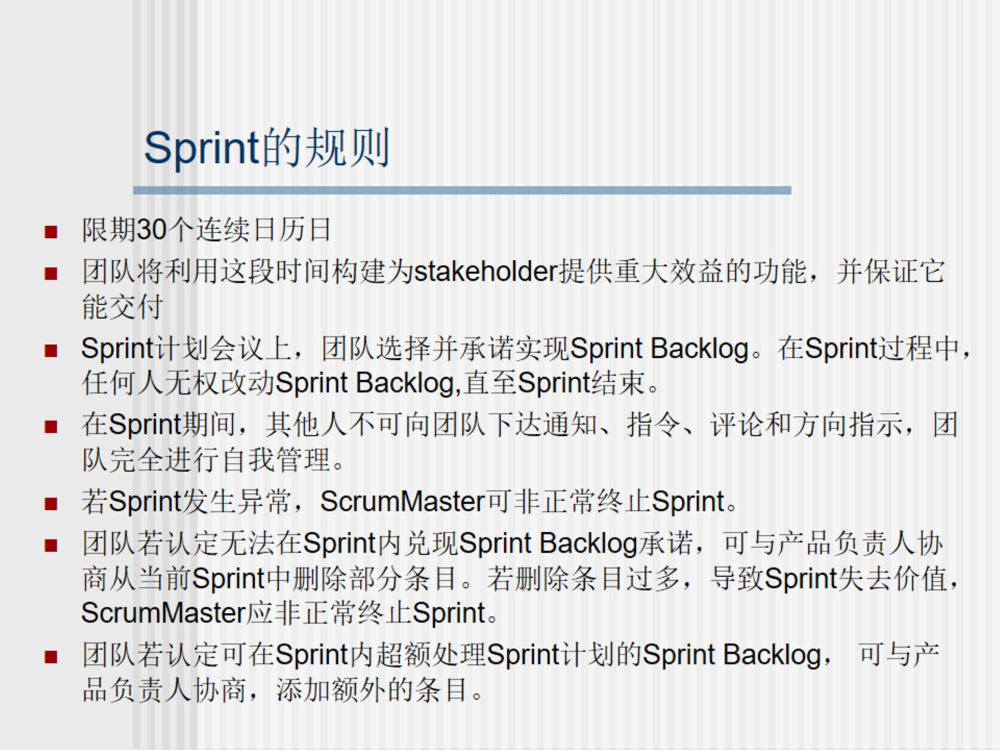 Sprint的规则
限期30个连续日历日
团队将利用这段时间构建为stakeholder提供重大效益的功能，并保证它
能交付
Sprint计划会议上，团队选择并承诺实现Sprint Backlog。在Sprint过程中，
任何人无权改动Sprint Backlog,直至Sprint结束。
在Sprint期间，其他人不可向团队下达通知、指令、评论和方向指示，团
队完全进行自我管理。
若Sprint发生异常，ScrumMaster可非正常终止Sprint。
团队若认定无法在Sprint内兑现Sprint Backlog承诺，可与产品负责人协
商从当前Sprint中删除部分条目。若删除条目过多，导致Sprint失去价值，
ScrumMaster应非正常终止Sprint。
团队若认定可在Sprint内超额处理Sprint计划的Sprint Backlog， 可与产
品负责人协商，添加额外的条目。